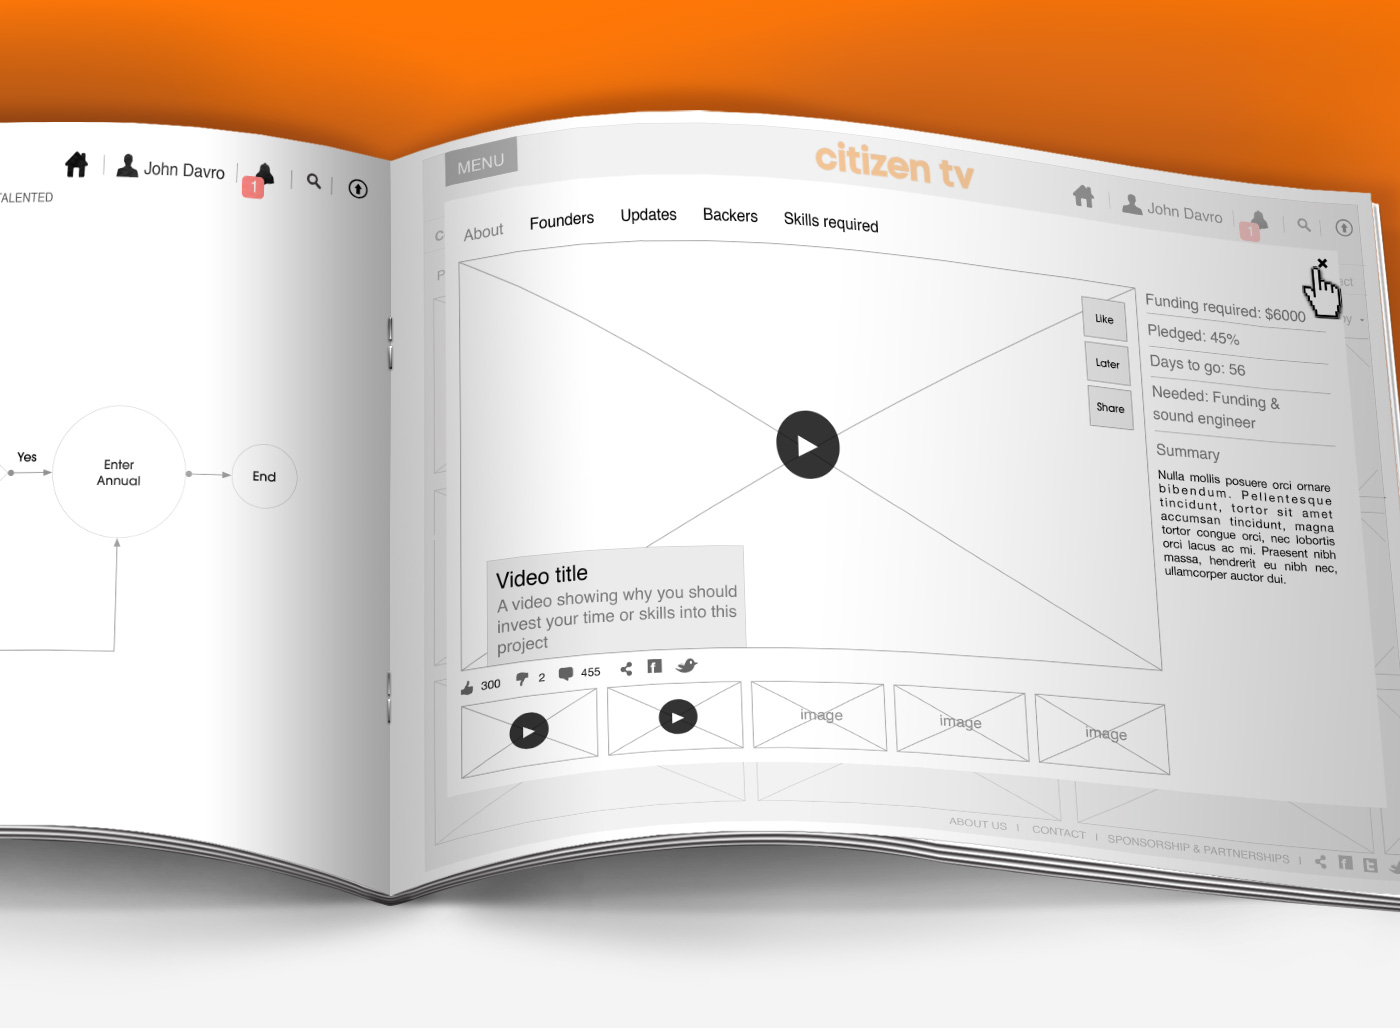 John Davro
1
TALENTED
Yes
Enter
Annual
End
MENU
citizen tv
John Davro
1
About Founders Updates Backers Skills required
Like
Later
Share
Funding required: $6000
Pledged: 45%
Days to go: 56
Needed: Funding &
sound engineer
Summary
Nulla mollis posuere orci ornare
bibendum. Pellentesque
tincidunt, tortor sit amet
accumsan tincidunt, magna
tortor congue orci, nec lobortis
orci lacus ac mi. Praesent nibh
massa, hendrerit eu nibh nec,
ullamcorper auctor dui.
Video title
A video showing why you should
invest your time or skills into this
project
300 2 455
image image image
ABOUT US | CONTACT | SPONSORSHIP & PARTNERSHIPS |